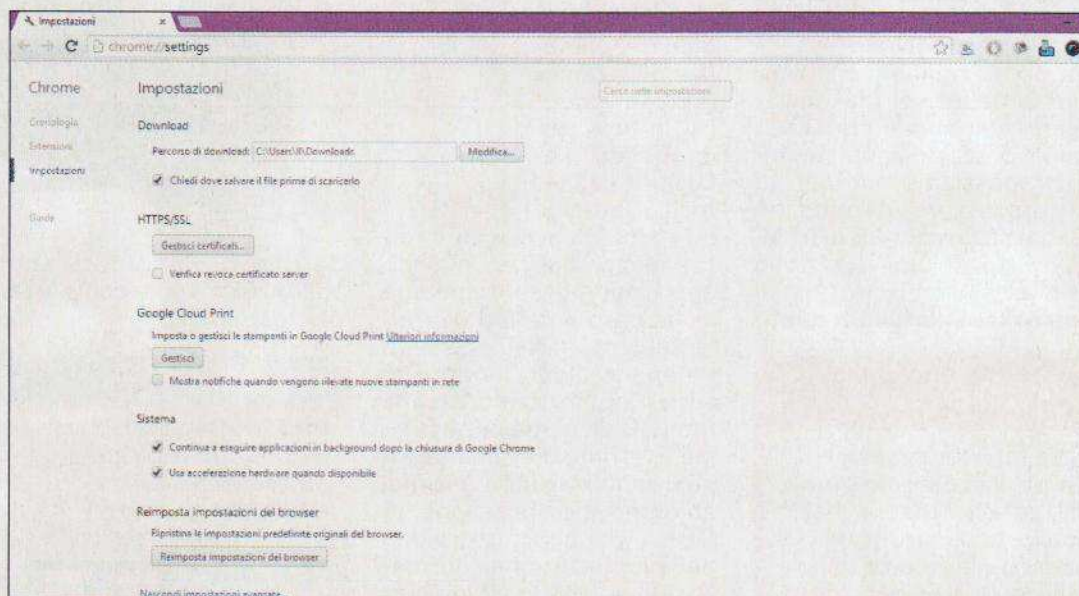 Impostazioni
chrome://settings
Chrome
Impostazioni
Cerca nelle impostazioni
Cronologia
Estensioni
Impostazioni
Guida
Download
Percorso di download: Modifica...
Chiedi dove salvare il file prima di scaricarlo
HTTPS/SSL
Gestisci certificati...
Verifica revoca certificato server
Google Cloud Print
Imposta o gestisci le stampanti in Google Cloud Print Ulteriori informazioni
Gestisci
Mostra notifiche quando vengono rilevate nuove stampanti in rete
Sistema
Continua a eseguire applicazioni in background dopo la chiusura di Google Chrome
Usa accelerazione hardware quando disponibile
Reimposta impostazioni del browser
Ripristina le impostazioni predefinite originali del browser.
Reimposta impostazioni del browser
Nascondi impostazioni avanzate...